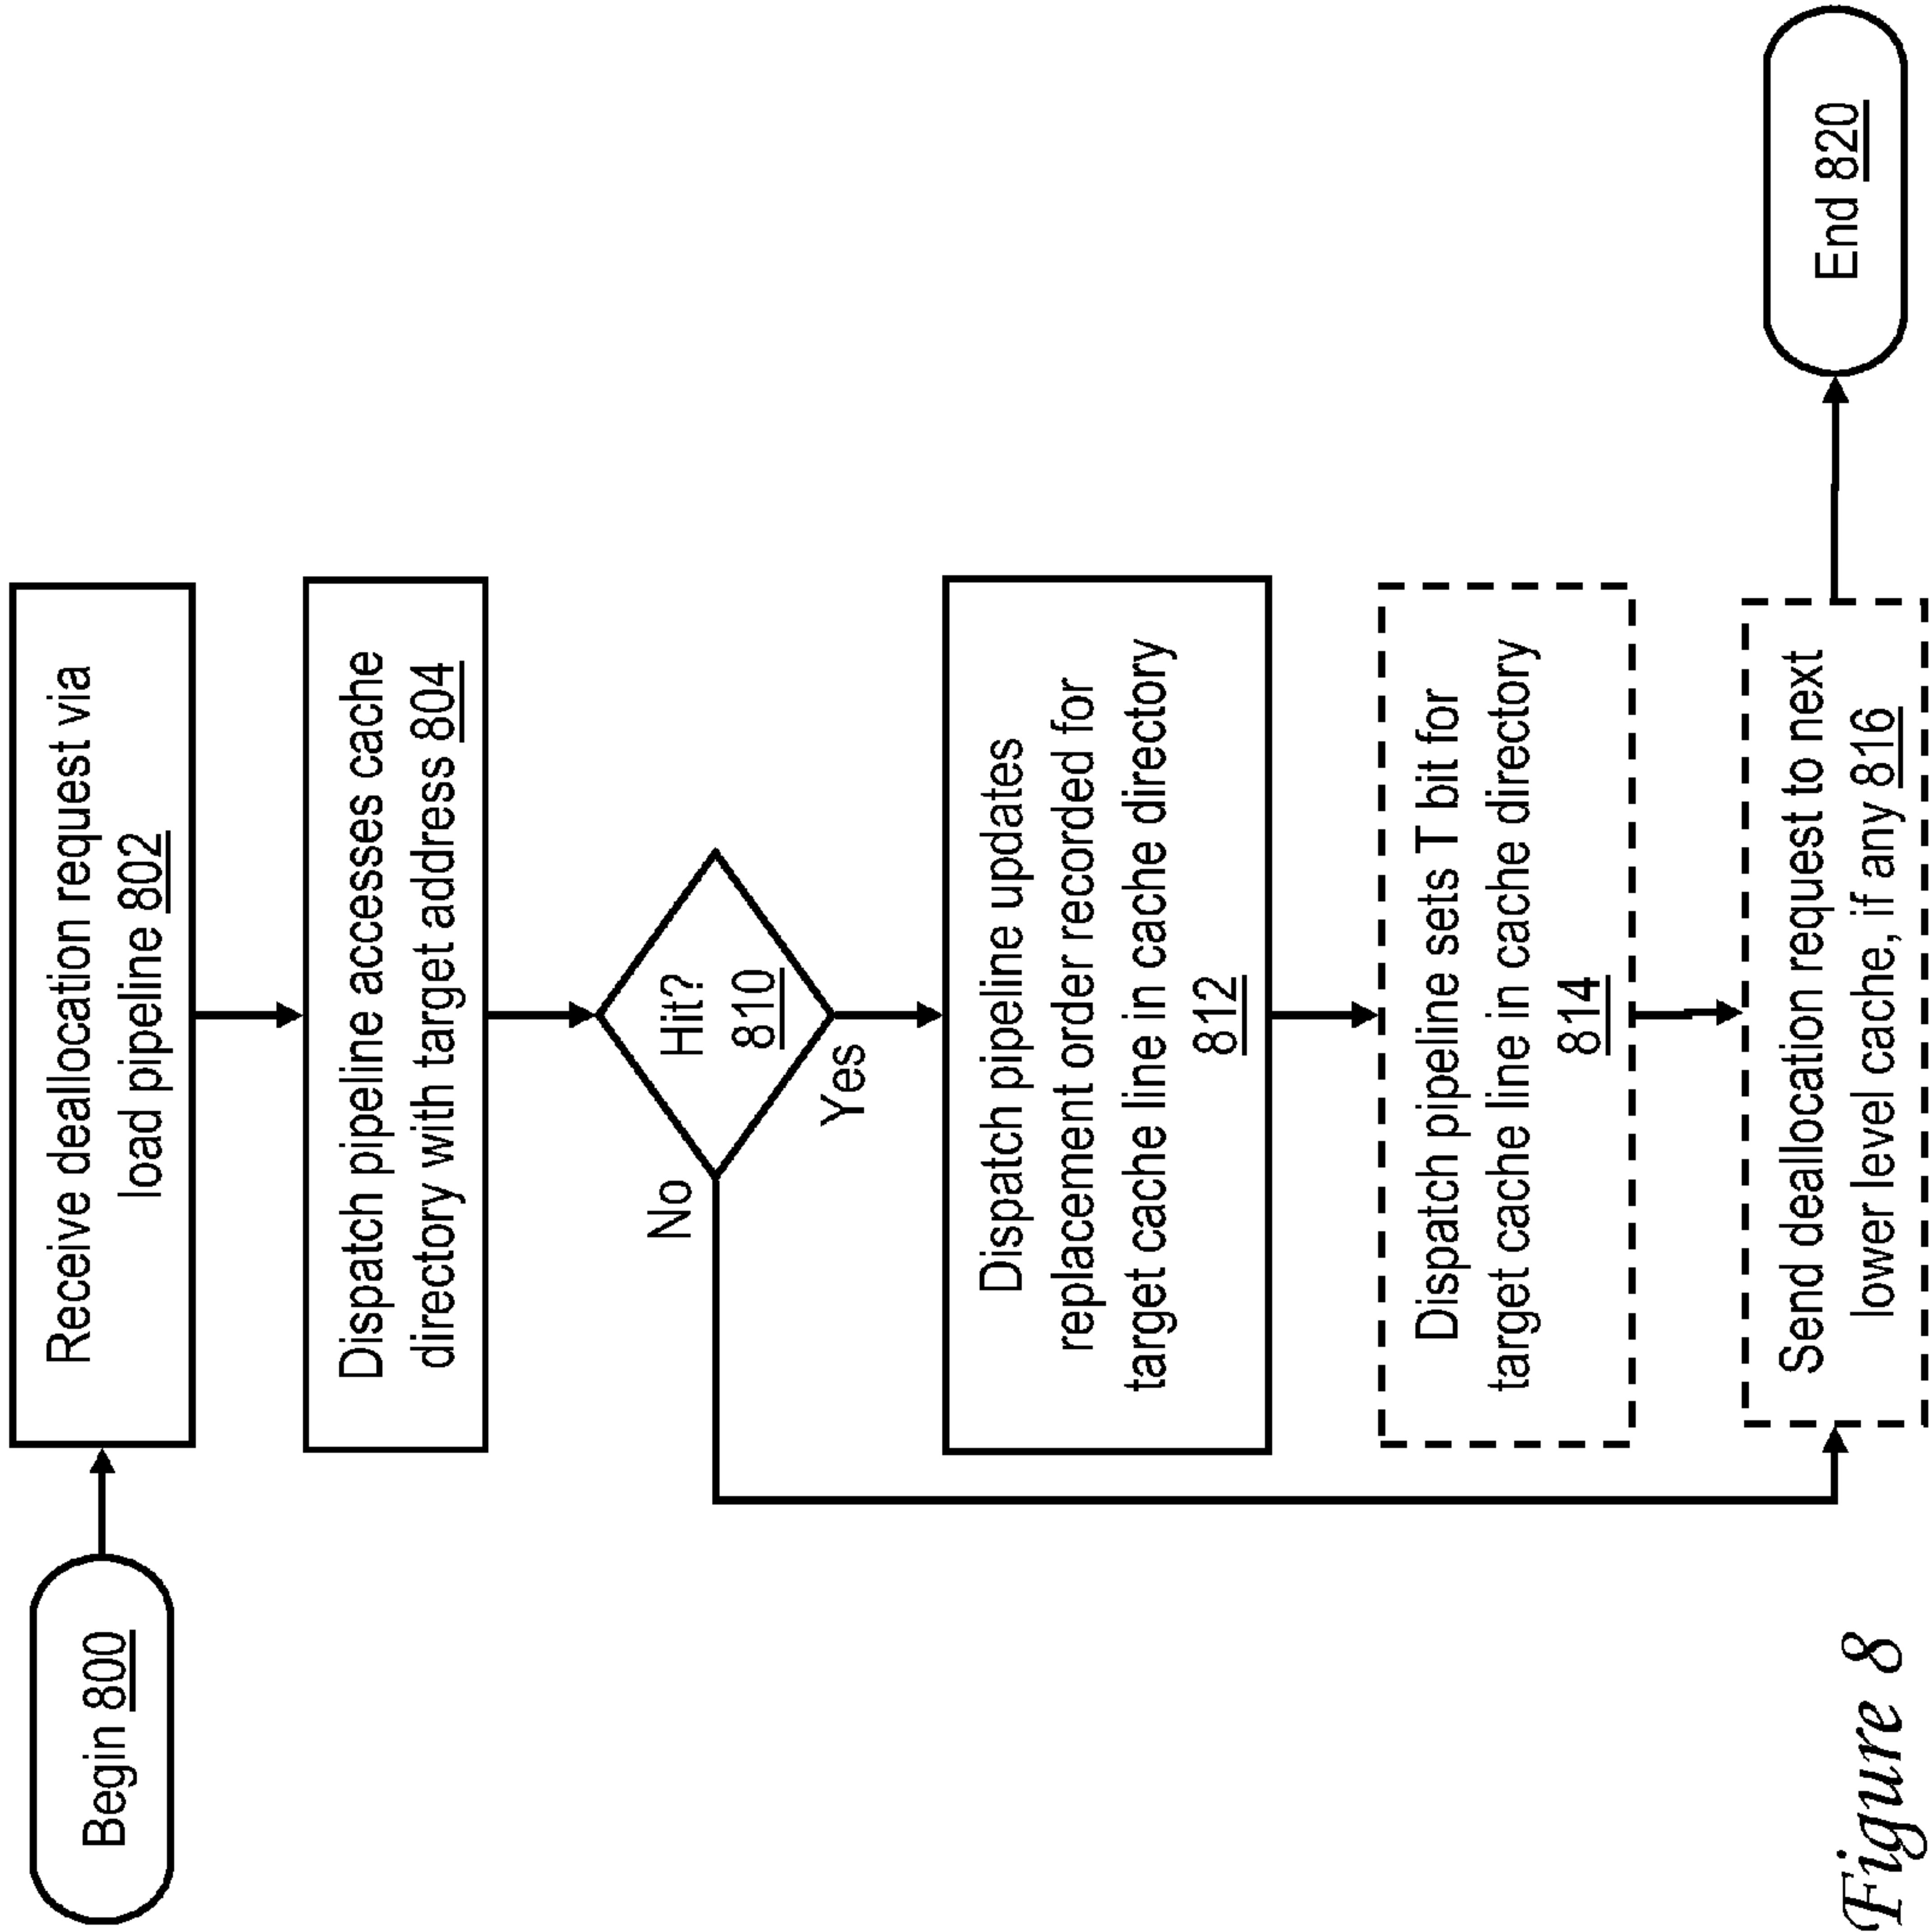 Begin 800
Receive deallocation request via
load pipeline 802
Dispatch pipeline accesses cache
directory with target address 804
Hit?
810
No
Yes
Dispatch pipeline updates
replacement order recorded for
target cache line in cache directory
812
Dispatch pipeline sets T bit for
target cache line in cache directory
814
Send deallocation request to next
lower level cache, if any 816
End 820
Figure 8